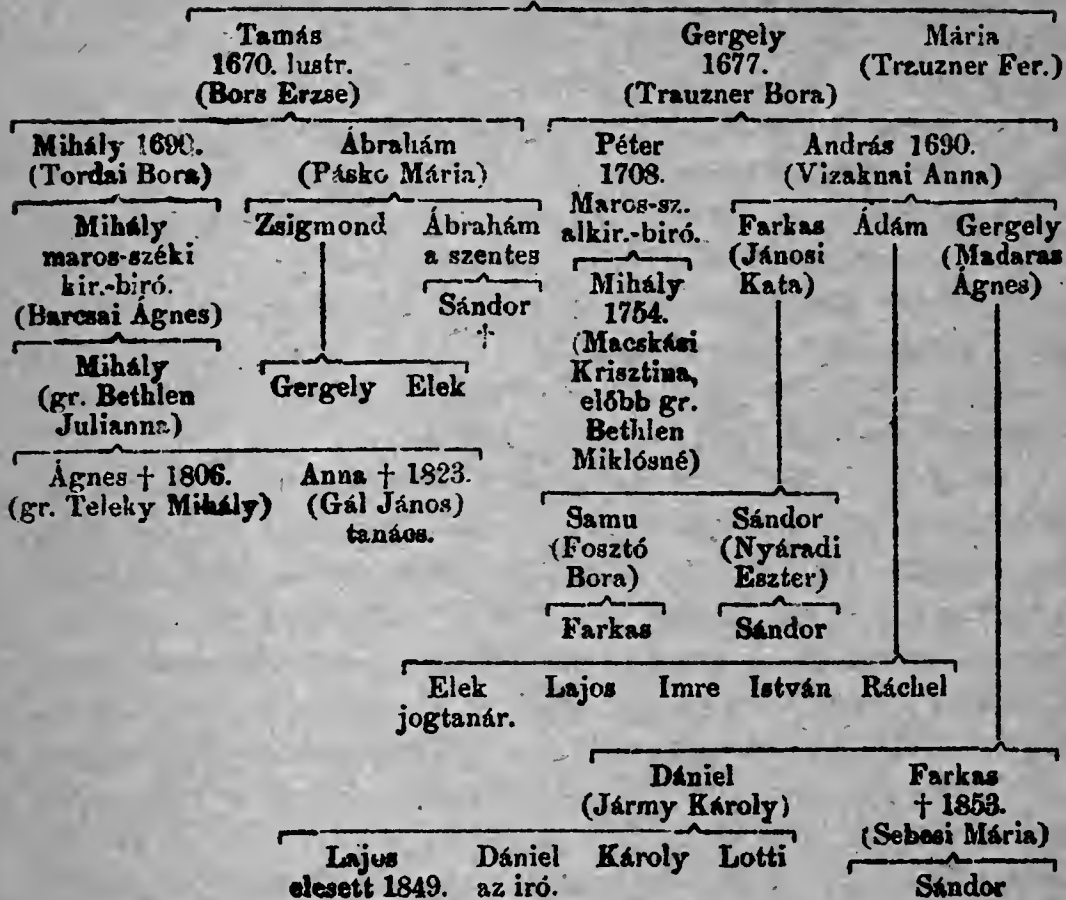 Tamás
1670. lustr.
(Bors Erzse)
Gergely
1677.
(Trauzner Bora)
Mária
(Trauzner Fer.)
Mihály 1690.
(Tordai Bora)
Ábrahám
(Pásko Mária)
Péter
1708.
Maros-sz.
alkir.-biró.
András 1690.
(Vizaknai Anna)
Mihály
maros-széki
kir.-biró.
(Barcsai Ágnes)
Zsigmond
Ábrahám
a szentes
Farkas
(Jánosi
Kata)
Ádám
Gergely
(Madaras
Ágnes)
Sándor
†
Mihály
1754.
(Macskási
Krisztina,
előbb gr.
Bethlen
Miklósné)
Mihály
(gr. Bethlen
Julianna)
Gergely
Elek
Ágnes † 1806.
(gr. Teleky Mihály)
Anna † 1823.
(Gál János)
tanács.
Samu
(Fosztó
Bora)
Sándor
(Nyáradi
Eszter)
Farkas
Sándor
Elek
jogtanár.
Lajos
Imre
István
Ráchel
Dániel
(Jármy Károly)
Farkas
† 1853.
(Sebesi Mária)
Lajos
elesett 1849.
Dániel
az iró.
Károly
Lotti
Sándor